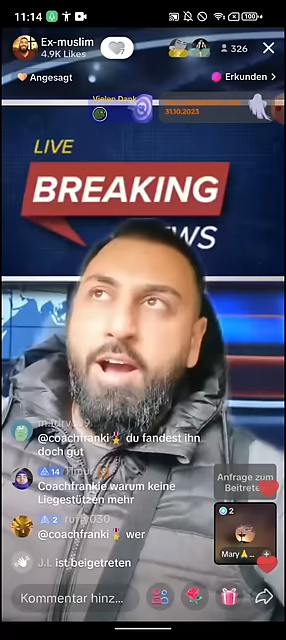 11:14
100
Ex-muslim
4.9K Likes
326
Angesagt
Erkunden >
Vielen Dank
31.10.2023
LIVE
BREAKING
NEWS
@coachfranki🏅 du fandest ihn
doch gut
14
Coachfrankie warum keine
Liegestützen mehr
2
@coachfranki🏅 wer
J.L ist beigetreten
Anfrage zum
2
Mary
Kommentar hinz...